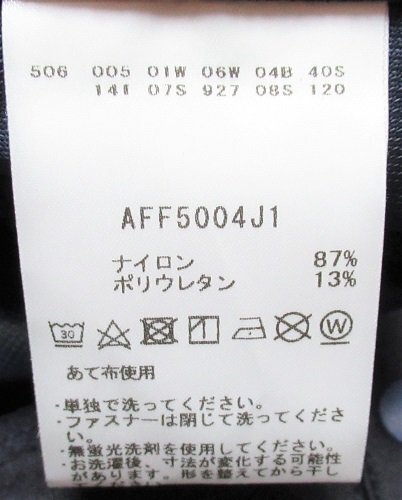 506 005 01W 06W 04B 40S
141 07S 927 08S 120
AFF5004J1
ナイロン 87%
ポリウレタン 13%
30 W
あて布使用
・単独で洗ってください。
・ファスナーは閉じて洗ってくださ
い。
・無蛍光洗剤を使用してください。
・お洗濯後、寸法が変化する可能性
があります。形を整えてから干し